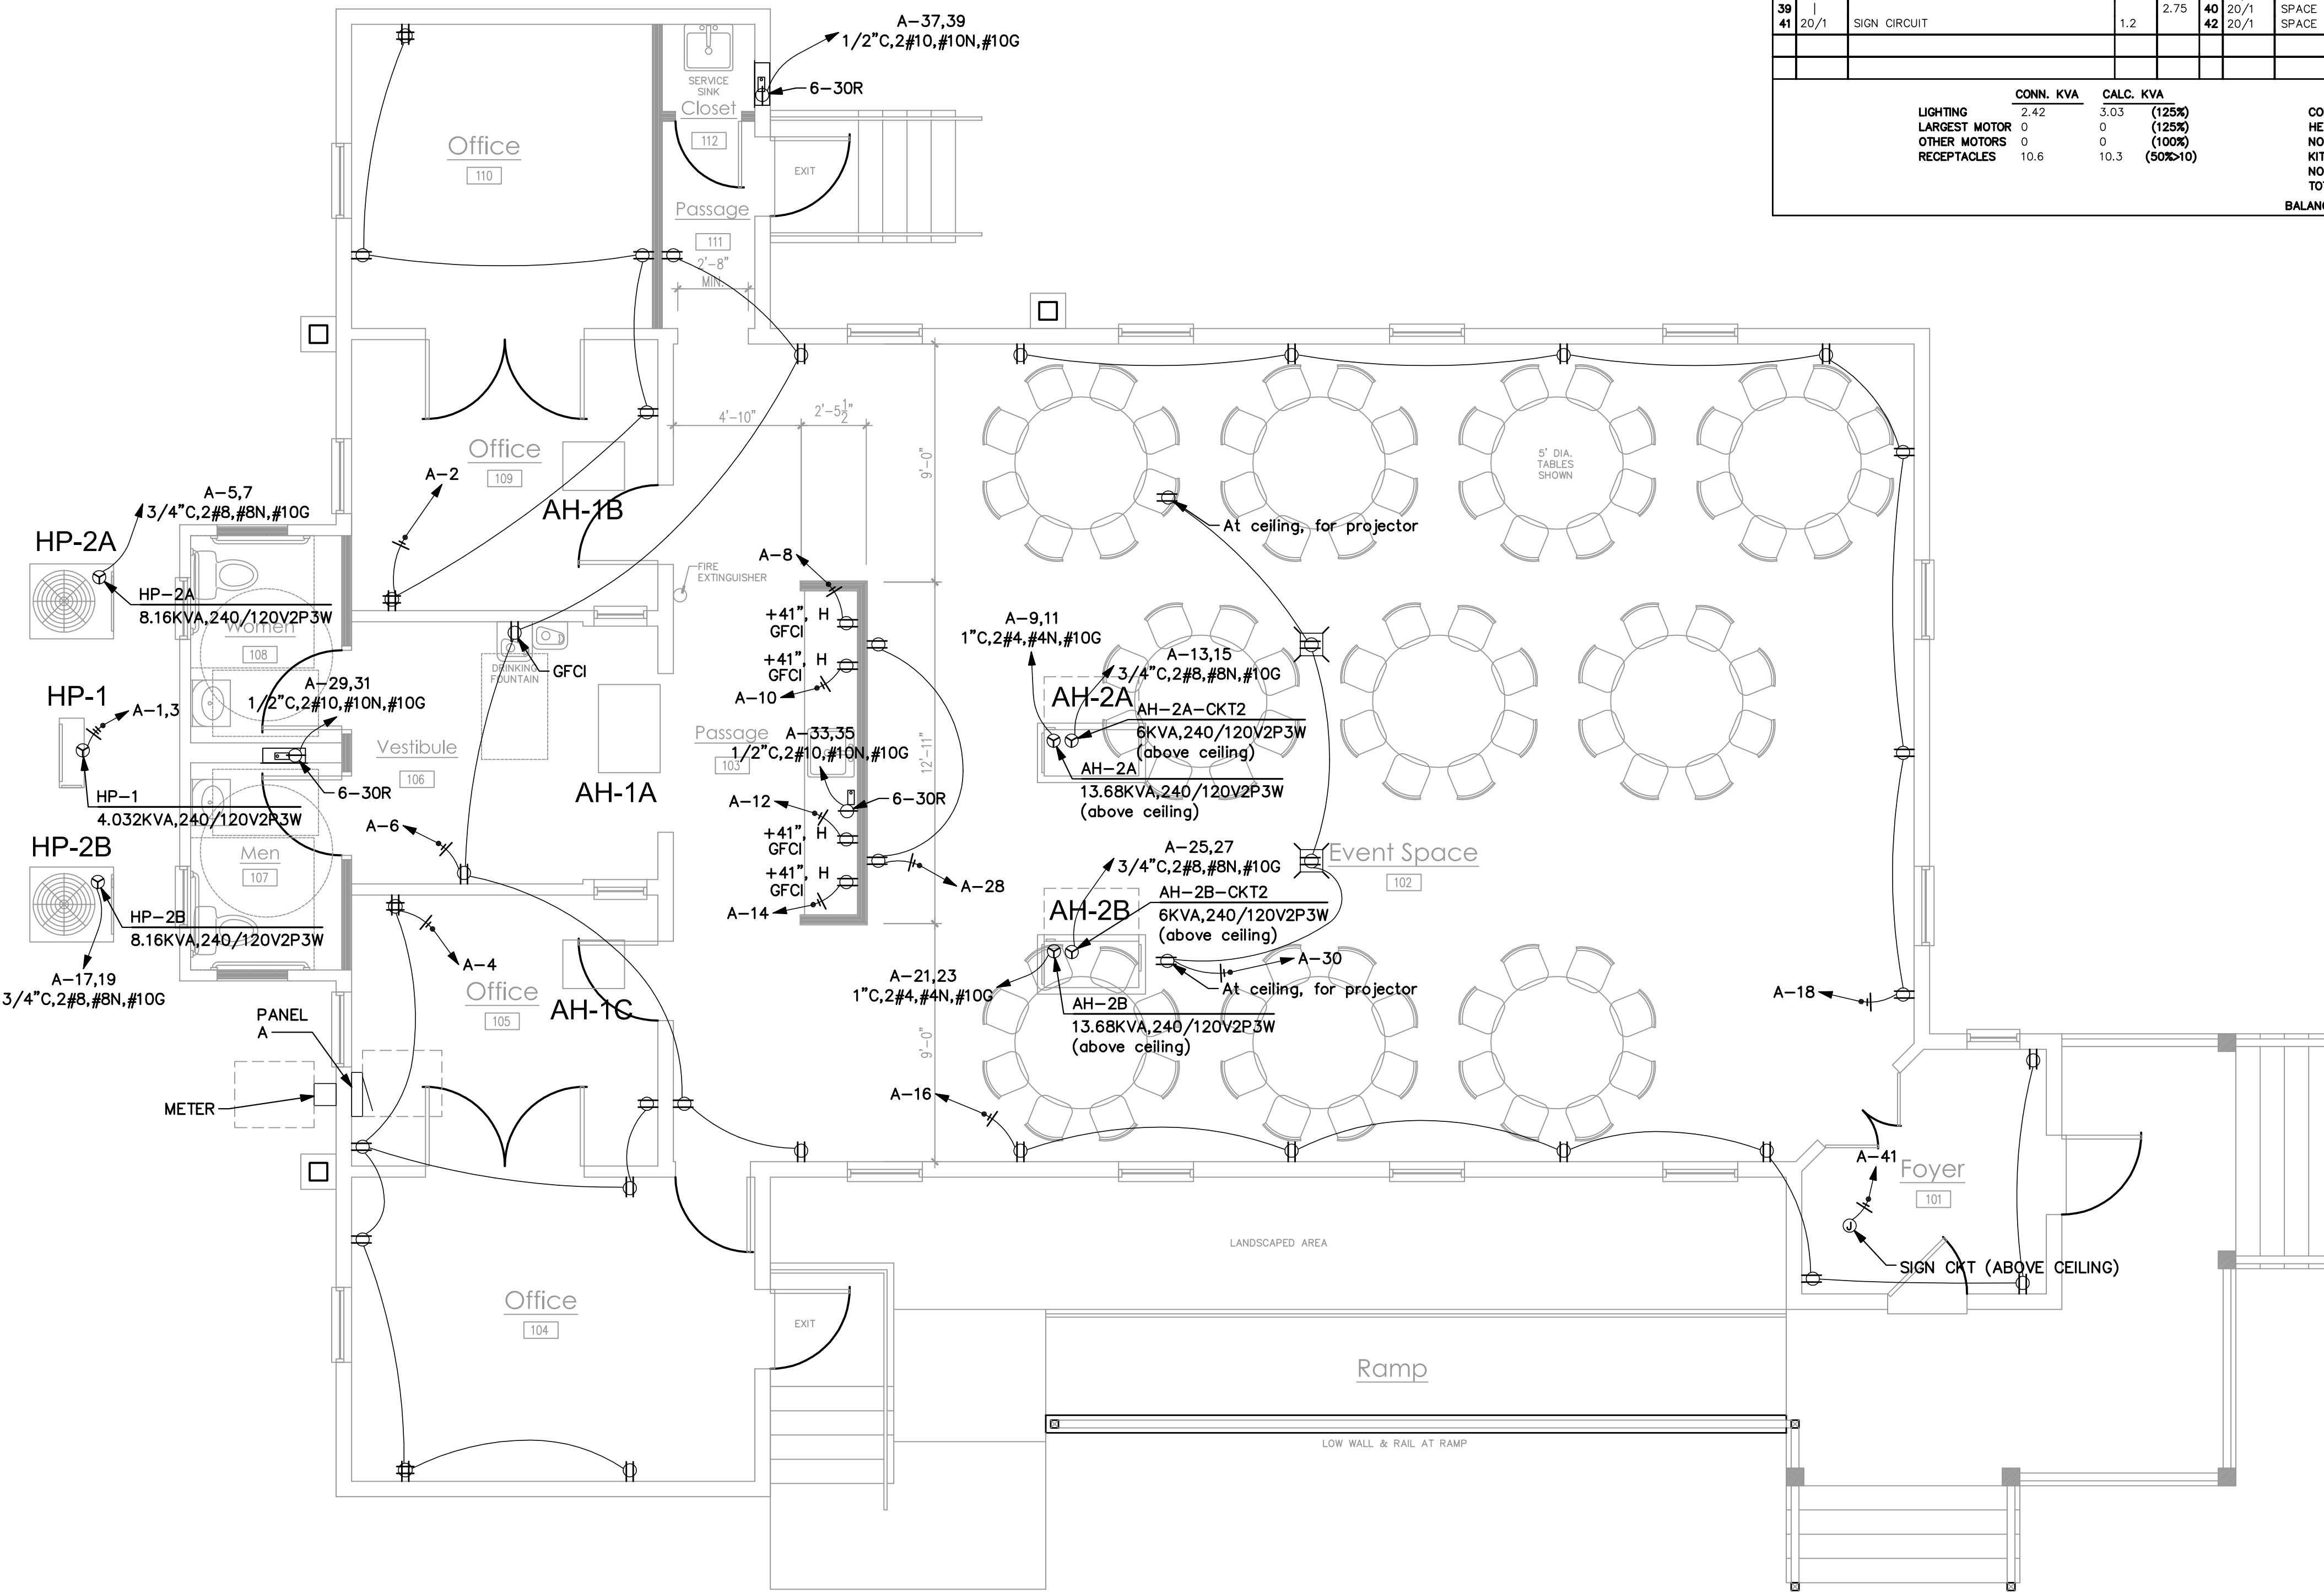 39 | 2.75 40 20/1 SPACE
41 20/1 SIGN CIRCUIT 1.2 42 20/1 SPACE
CONN. KVA CALC. KVA
LIGHTING 2.42 3.03 (125%)
LARGEST MOTOR 0 0 (125%)
OTHER MOTORS 0 0 (100%)
RECEPTACLES 10.6 10.3 (50%>10)
CO
HE
NO
KIT
NO
TO
BALAN
A-37,39
1/2"C,2#10,#10N,#10G
6-30R
SERVICE
SINK
Closet
112
Office
110
EXIT
Passage
111
2'-8"
MIN.
4'-10"
2'-5 1/2"
9'-0"
5' DIA.
TABLES
SHOWN
Office
109
A-2
AH-1B
At ceiling, for projector
A-5,7
3/4"C,2#8,#8N,#10G
HP-2A
HP-2A
8.16KVA,240/120V2P3W
Women
108
FIRE
EXTINGUISHER
A-8
+41", H
GFCI
+41", H
GFCI
A-10
GFCI
DRINKING
FOUNTAIN
A-9,11
1"C,2#4,#4N,#10G
A-13,15
3/4"C,2#8,#8N,#10G
AH-2A
AH-2A-CKT2
6KVA,240/120V2P3W
(above ceiling)
AH-2A
13.68KVA,240/120V2P3W
(above ceiling)
HP-1
A-1,3
A-29,31
1/2"C,2#10,#10N,#10G
Vestibule
106
Passage
103
A-33,35
1/2"C,2#10,#10N,#10G
12'-11"
6-30R
AH-1A
HP-1
4.032KVA,240/120V2P3W
6-30R
A-12
+41", H
GFCI
+41", H
GFCI
A-14
A-28
A-6
HP-2B
Men
107
HP-2B
8.16KVA,240/120V2P3W
A-17,19
3/4"C,2#8,#8N,#10G
A-4
Office
105
AH-1C
A-25,27
3/4"C,2#8,#8N,#10G
AH-2B
AH-2B-CKT2
6KVA,240/120V2P3W
(above ceiling)
Event Space
102
A-21,23
1"C,2#4,#4N,#10G
A-30
At ceiling, for projector
AH-2B
13.68KVA,240/120V2P3W
(above ceiling)
9'-0"
A-18
PANEL
A
METER
A-16
A-41
Foyer
101
J
SIGN CKT (ABOVE CEILING)
LANDSCAPED AREA
Office
104
EXIT
Ramp
LOW WALL & RAIL AT RAMP